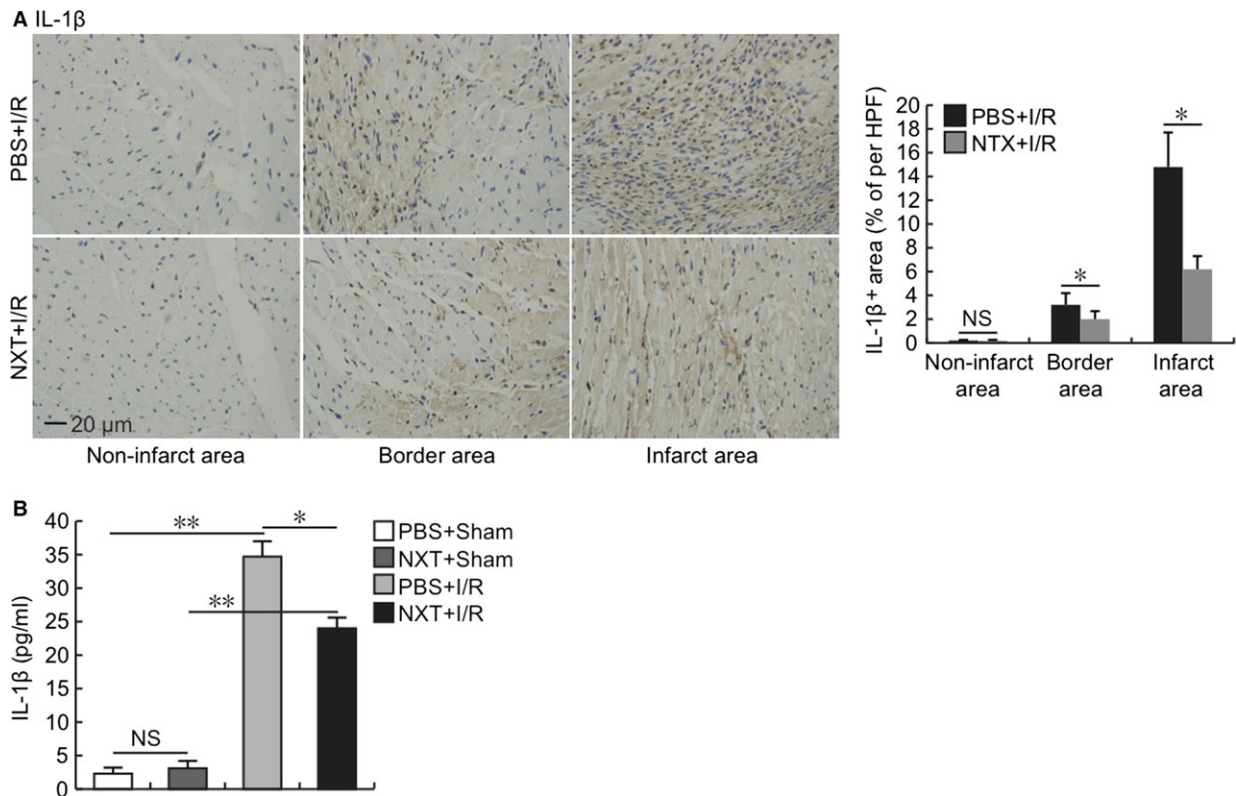 A IL-1β
PBS+I/R
NXT+I/R
20 μm
Non-infarct area
Border area
Infarct area
IL-1β⁺ area (% of per HPF)
20
18
16
14
12
10
8
6
4
2
0
PBS+I/R
NTX+I/R
NS
*
*
Non-infarct area
Border area
Infarct area
B
IL-1β (pg/ml)
40
35
30
25
20
15
10
5
0
NS
**
**
*
PBS+Sham
NXT+Sham
PBS+I/R
NXT+I/R